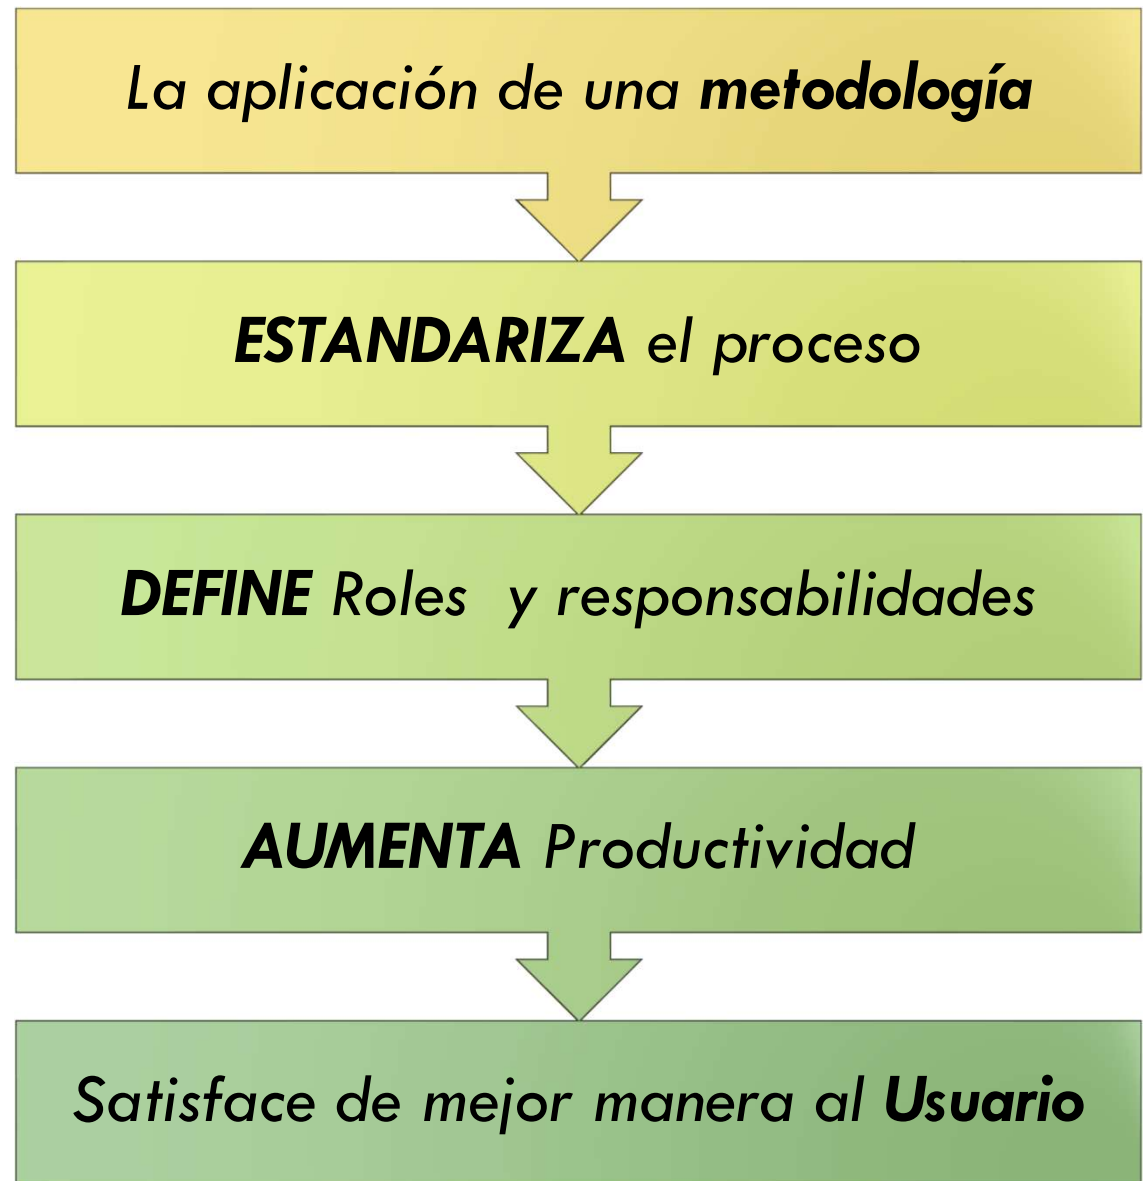 La aplicación de una metodología
ESTANDARIZA el proceso
DEFINE Roles y responsabilidades
AUMENTA Productividad
Satisface de mejor manera al Usuario